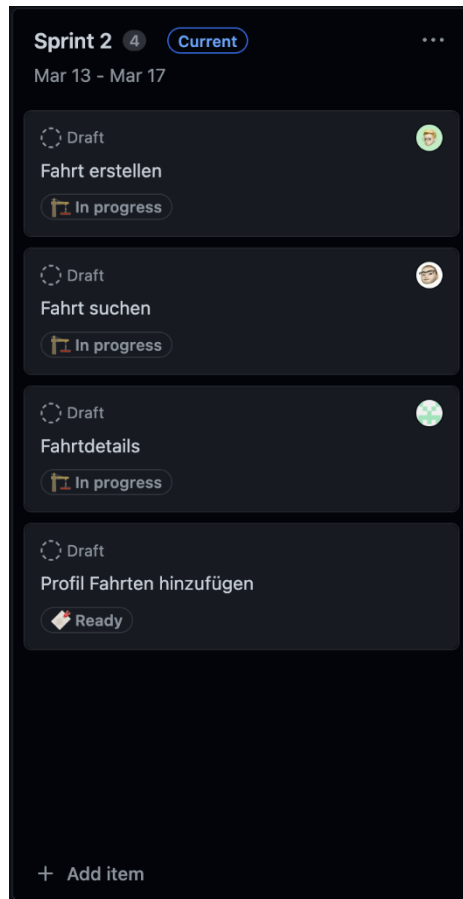 Sprint 2 4 Current
Mar 13 - Mar 17
Draft
Fahrt erstellen
In progress
Draft
Fahrt suchen
In progress
Draft
Fahrtdetails
In progress
Draft
Profil Fahrten hinzufügen
Ready
+ Add item